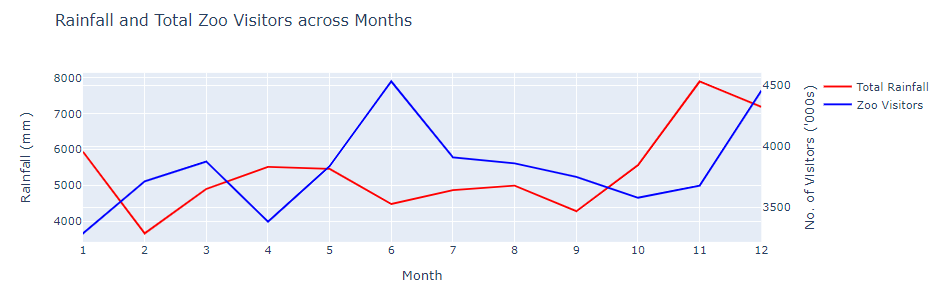 Rainfall and Total Zoo Visitors across Months
8000
7000
6000
5000
4000
Rainfall (mm)
4500
4000
3500
No. of Visitors ('000s)
Total Rainfall
Zoo Visitors
1 2 3 4 5 6 7 8 9 10 11 12
Month